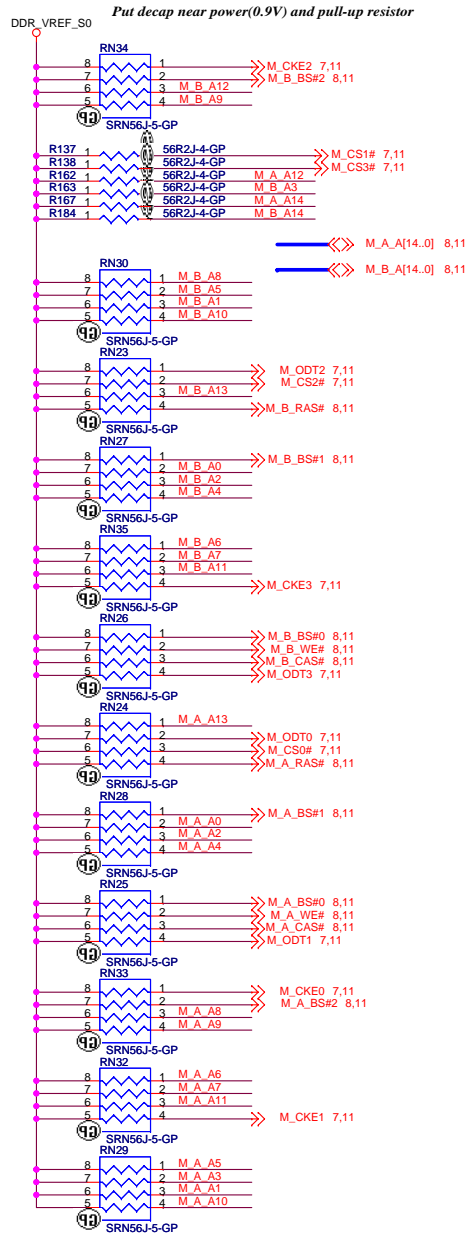 Put decap near power(0.9V) and pull-up resistor
DDR_VREF_S0
RN34
8 1 M_CKE2 7,11
7 2 M_B_BS#2 8,11
6 3 M_B_A12
5 4 M_B_A9
GP
SRN56J-5-GP
R137 1 56R2J-4-GP M_CS1# 7,11
R138 1 56R2J-4-GP M_CS3# 7,11
R162 1 56R2J-4-GP M_A_A12
R163 1 56R2J-4-GP M_B_A3
R167 1 56R2J-4-GP M_A_A14
R184 1 56R2J-4-GP M_B_A14
M_A_A[14..0] 8,11
M_B_A[14..0] 8,11
RN30
8 1 M_B_A8
7 2 M_B_A5
6 3 M_B_A1
5 4 M_B_A10
GP
SRN56J-5-GP
RN23
8 1 M_ODT2 7,11
7 2 M_CS2# 7,11
6 3 M_B_A13
5 4 M_B_RAS# 8,11
GP
SRN56J-5-GP
RN27
8 1 M_B_BS#1 8,11
7 2 M_B_A0
6 3 M_B_A2
5 4 M_B_A4
GP
SRN56J-5-GP
RN35
8 1 M_B_A6
7 2 M_B_A7
6 3 M_B_A11
5 4 M_CKE3 7,11
GP
SRN56J-5-GP
RN26
8 1 M_B_BS#0 8,11
7 2 M_B_WE# 8,11
6 3 M_B_CAS# 8,11
5 4 M_ODT3 7,11
GP
SRN56J-5-GP
RN24
8 1 M_A_A13
7 2 M_ODT0 7,11
6 3 M_CS0# 7,11
5 4 M_A_RAS# 8,11
GP
SRN56J-5-GP
RN28
8 1 M_A_BS#1 8,11
7 2 M_A_A0
6 3 M_A_A2
5 4 M_A_A4
GP
SRN56J-5-GP
RN25
8 1 M_A_BS#0 8,11
7 2 M_A_WE# 8,11
6 3 M_A_CAS# 8,11
5 4 M_ODT1 7,11
GP
SRN56J-5-GP
RN33
8 1 M_CKE0 7,11
7 2 M_A_BS#2 8,11
6 3 M_A_A8
5 4 M_A_A9
GP
SRN56J-5-GP
RN32
8 1 M_A_A6
7 2 M_A_A7
6 3 M_A_A11
5 4 M_CKE1 7,11
GP
SRN56J-5-GP
RN29
8 1 M_A_A5
7 2 M_A_A3
6 3 M_A_A1
5 4 M_A_A10
GP
SRN56J-5-GP